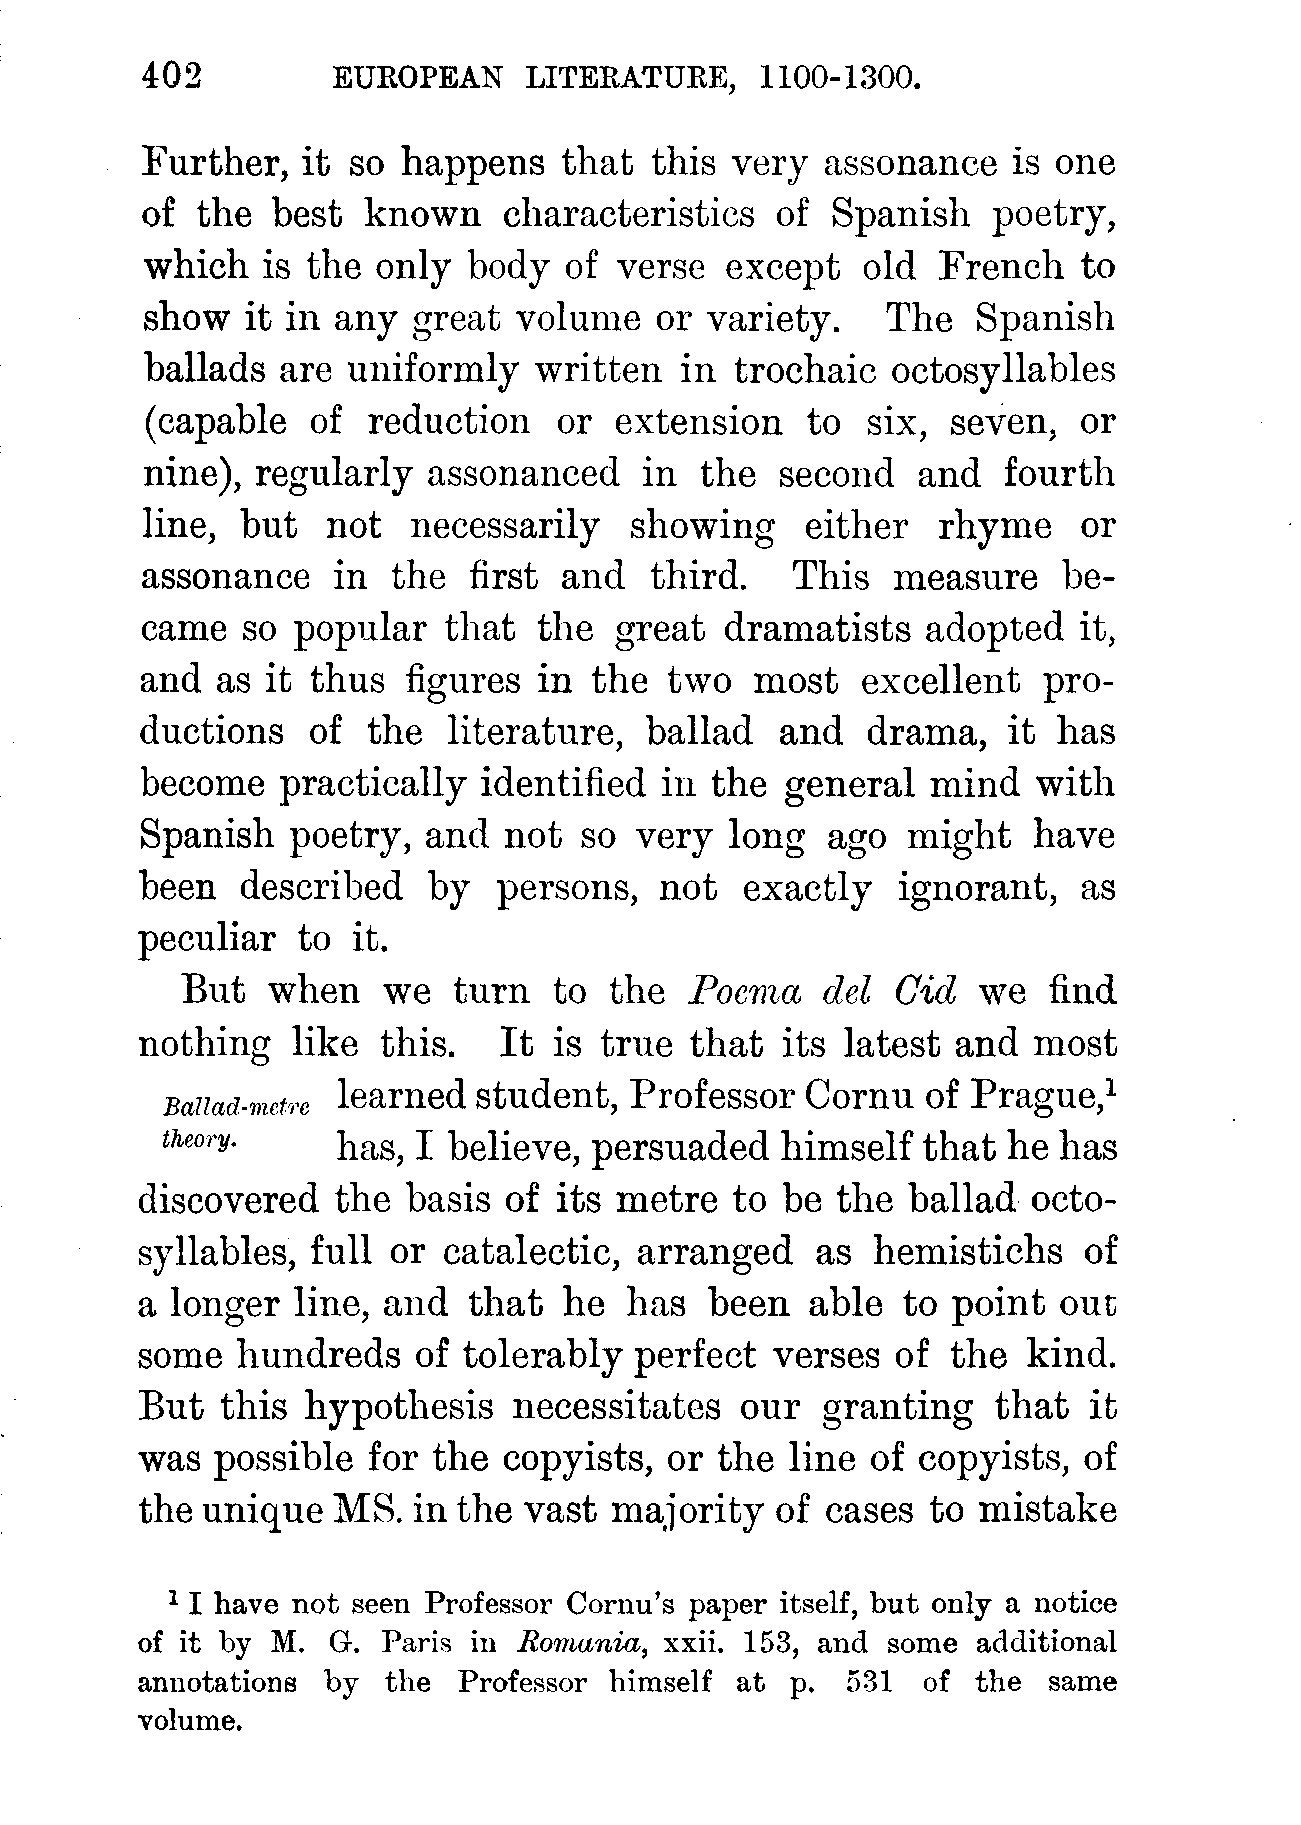 402 EUROPEAN LITERATURE, 1100-1300.
Further, it so happens that this very assonance is one
of the best known characteristics of Spanish poetry,
which is the only body of verse except old French to
show it in any great volume or variety. The Spanish
ballads are uniformly written in trochaic octosyllables
(capable of reduction or extension to six, seven, or
nine), regularly assonanced in the second and fourth
line, but not necessarily showing either rhyme or
assonance in the first and third. This measure be-
came so popular that the great dramatists adopted it,
and as it thus figures in the two most excellent pro-
ductions of the literature, ballad and drama, it has
become practically identified in the general mind with
Spanish poetry, and not so very long ago might have
been described by persons, not exactly ignorant, as
peculiar to it.
But when we turn to the Poema del Cid we find
nothing like this. It is true that its latest and most
Ballad-metre learned student, Professor Cornu of Prague,¹
theory. has, I believe, persuaded himself that he has
discovered the basis of its metre to be the ballad octo-
syllables, full or catalectic, arranged as hemistichs of
a longer line, and that he has been able to point out
some hundreds of tolerably perfect verses of the kind.
But this hypothesis necessitates our granting that it
was possible for the copyists, or the line of copyists, of
the unique MS. in the vast majority of cases to mistake
¹ I have not seen Professor Cornu's paper itself, but only a notice
of it by M. G. Paris in Romania, xxii. 153, and some additional
annotations by the Professor himself at p. 531 of the same
volume.